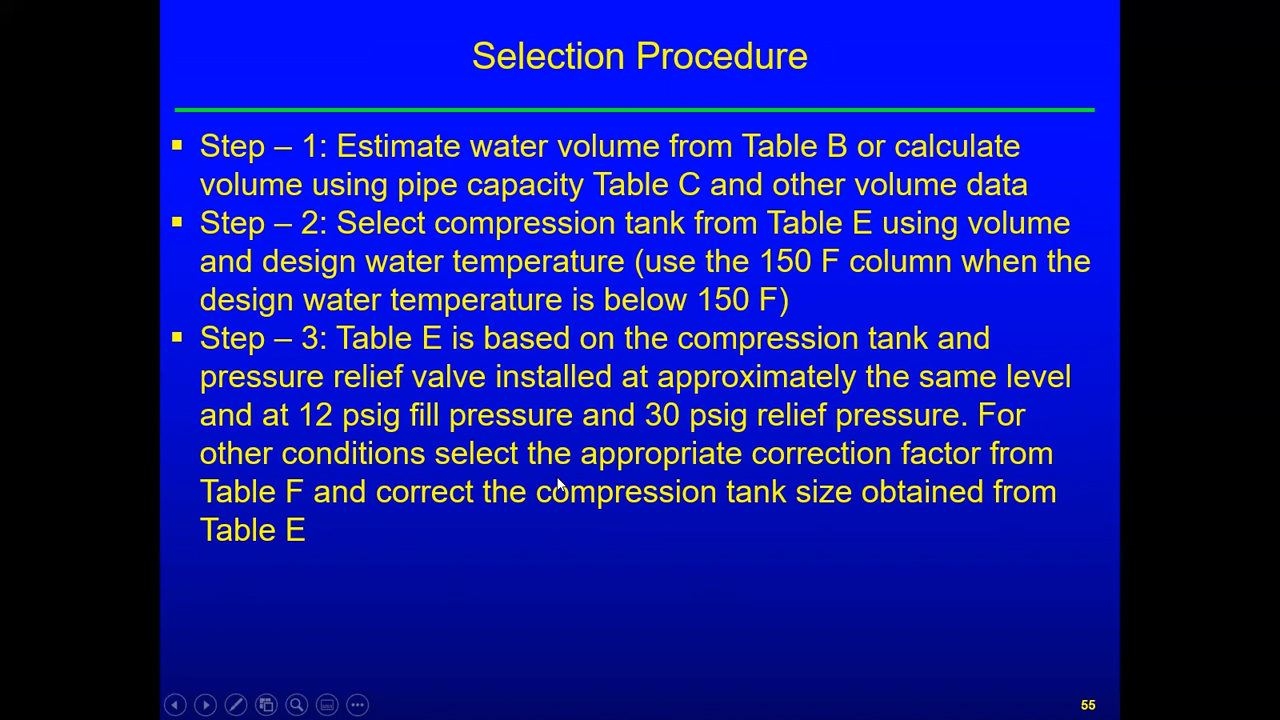 Selection Procedure
▪ Step – 1: Estimate water volume from Table B or calculate
volume using pipe capacity Table C and other volume data
▪ Step – 2: Select compression tank from Table E using volume
and design water temperature (use the 150 F column when the
design water temperature is below 150 F)
▪ Step – 3: Table E is based on the compression tank and
pressure relief valve installed at approximately the same level
and at 12 psig fill pressure and 30 psig relief pressure. For
other conditions select the appropriate correction factor from
Table F and correct the compression tank size obtained from
Table E
55